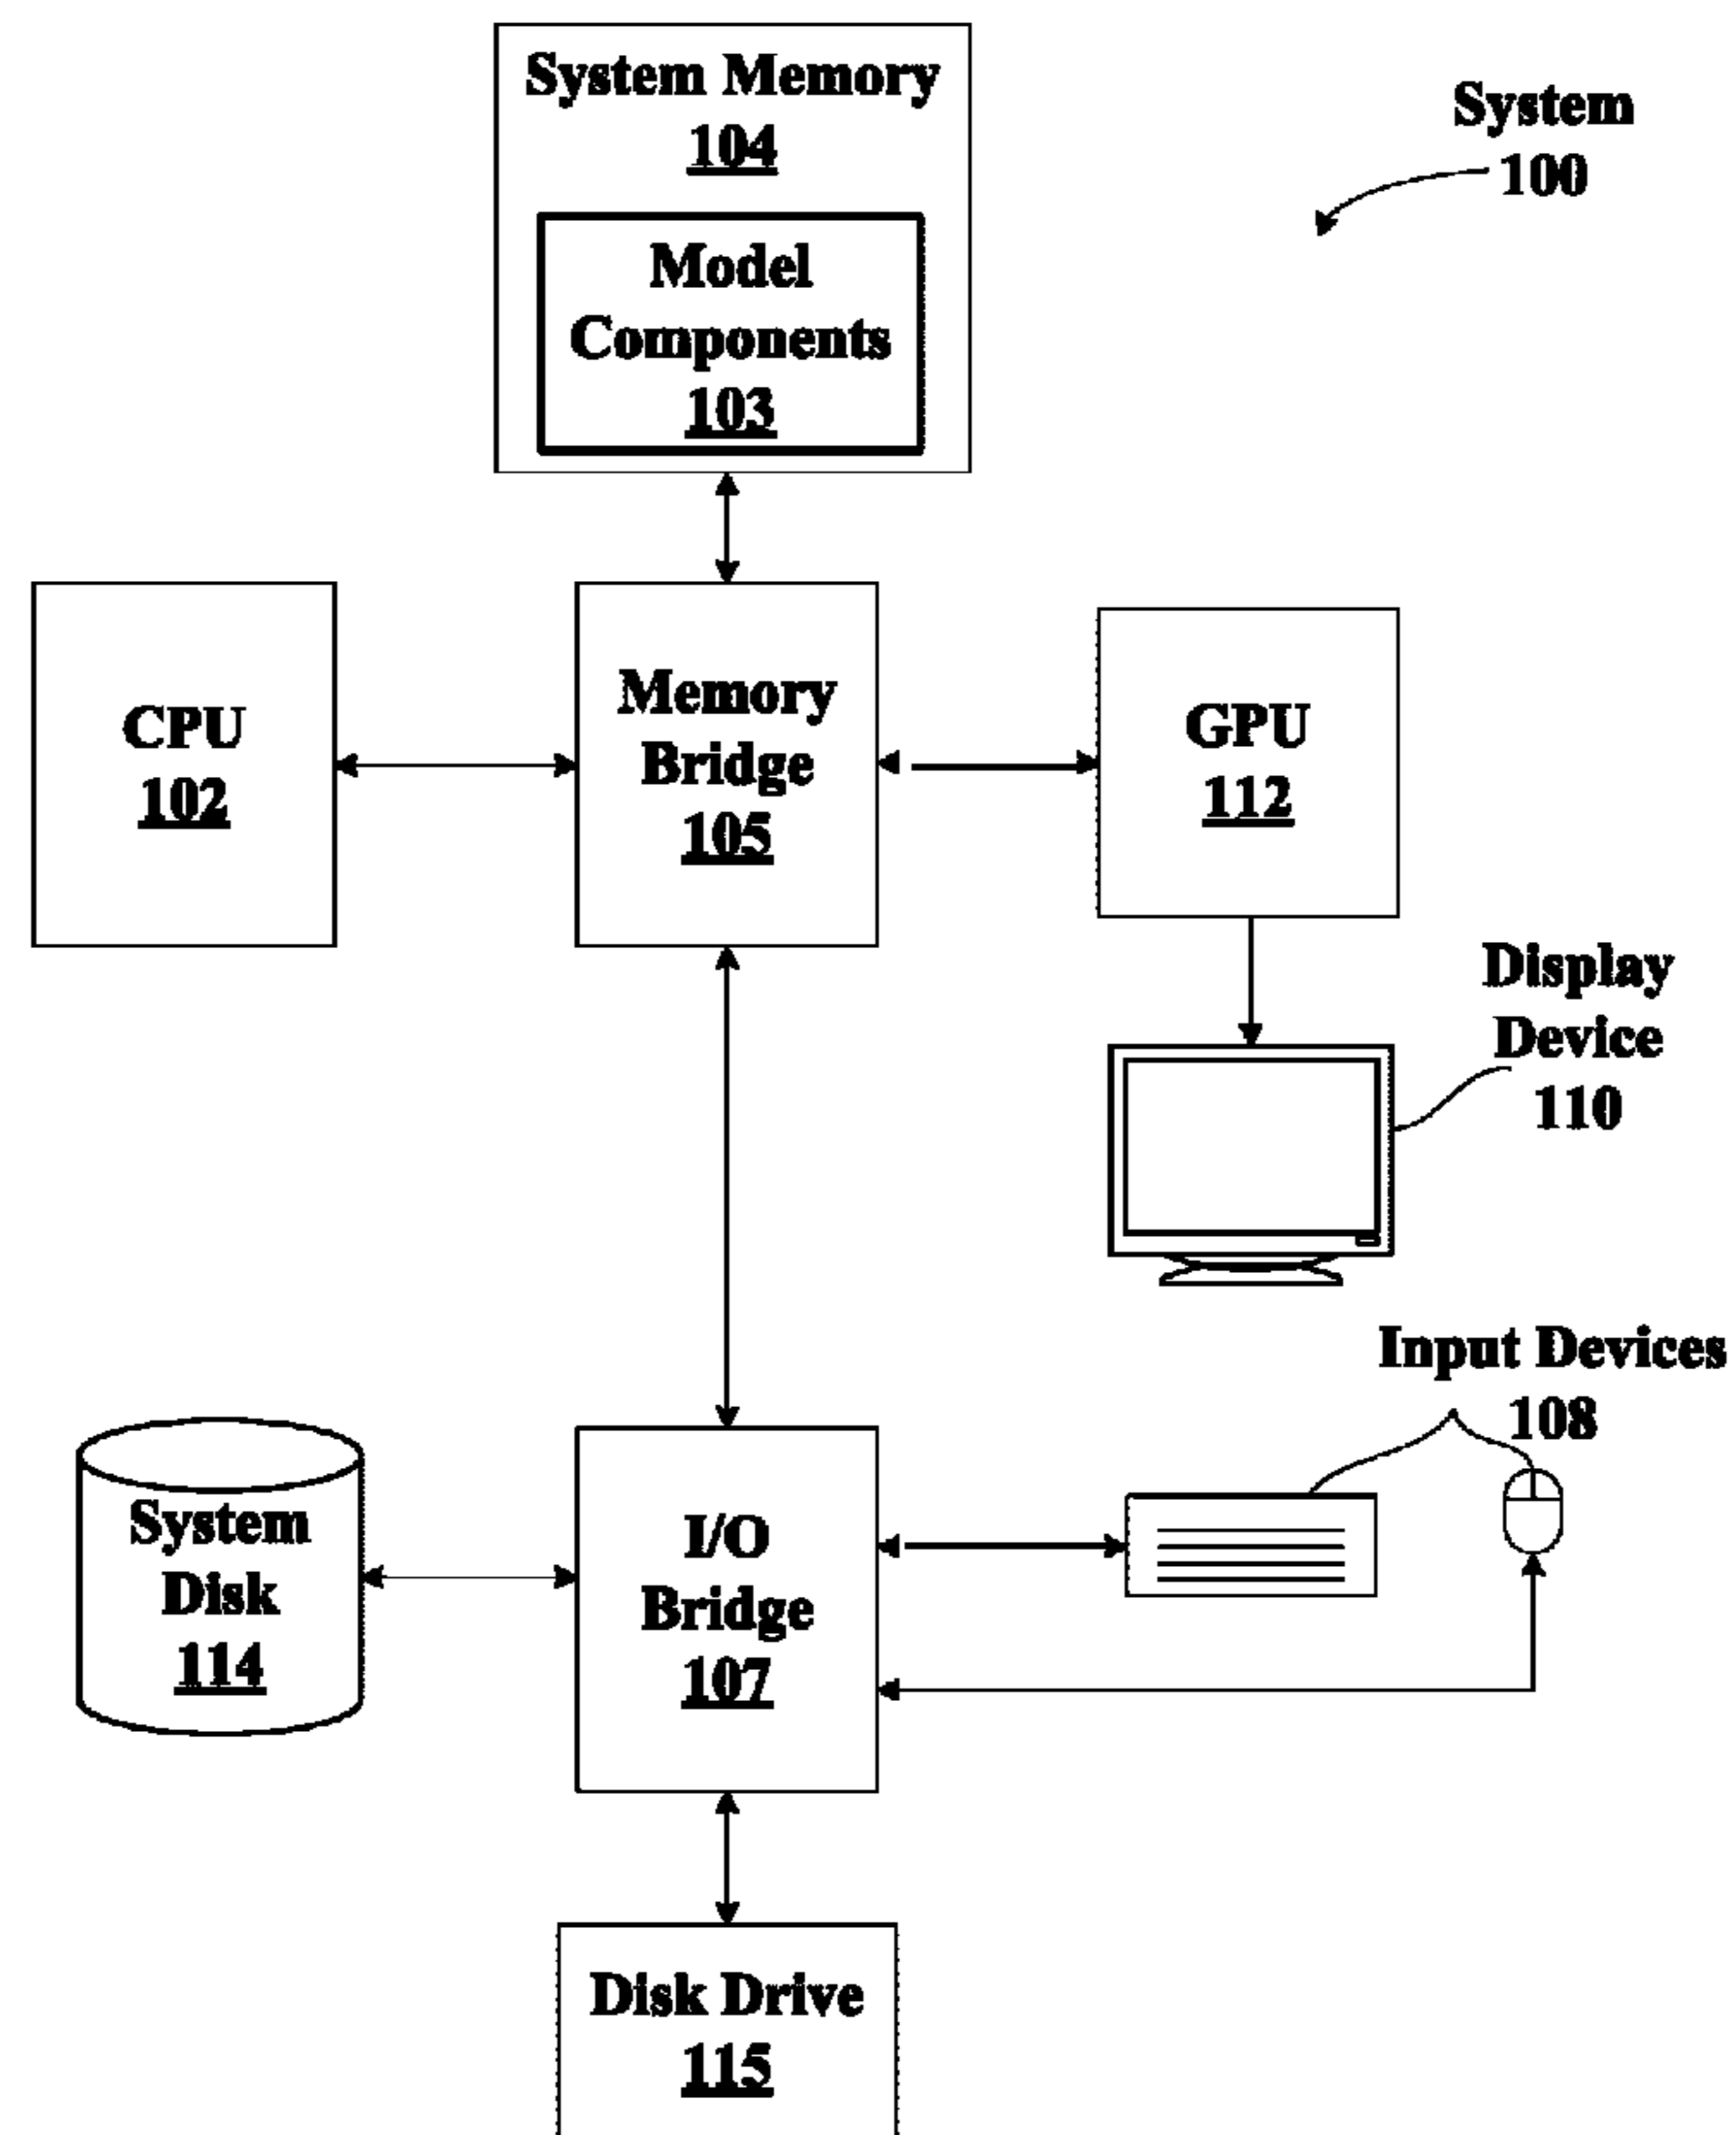 System Memory
104
Model
Components
103
System
100
CPU
102
Memory
Bridge
105
GPU
112
Display
Device
110
Input Devices
108
System
Disk
114
I/O
Bridge
107
Disk Drive
115